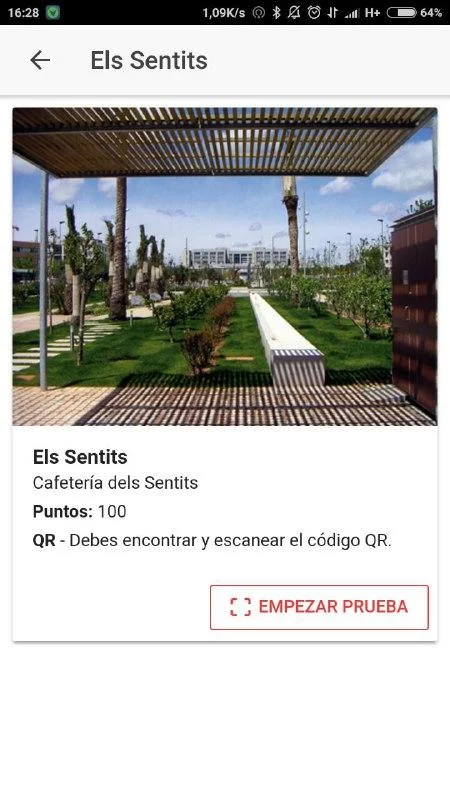 16:28 1,09K/s H+ 64%
Els Sentits
Els Sentits
Cafetería dels Sentits
Puntos: 100
QR - Debes encontrar y escanear el código QR.
EMPEZAR PRUEBA